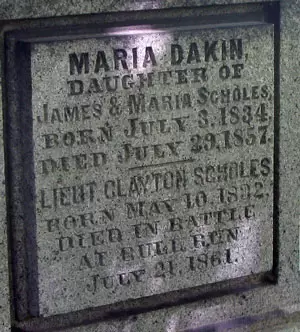 MARIA DAKIN
DAUGHTER OF
JAMES & MARIA SCHOLES,
BORN JULY 3, 1834,
DIED JULY 29, 1857.
LIEUT. CLAYTON SCHOLES
BORN MAY 10, 1832,
DIED IN BATTLE
AT BULL RUN
JULY 21, 1861.